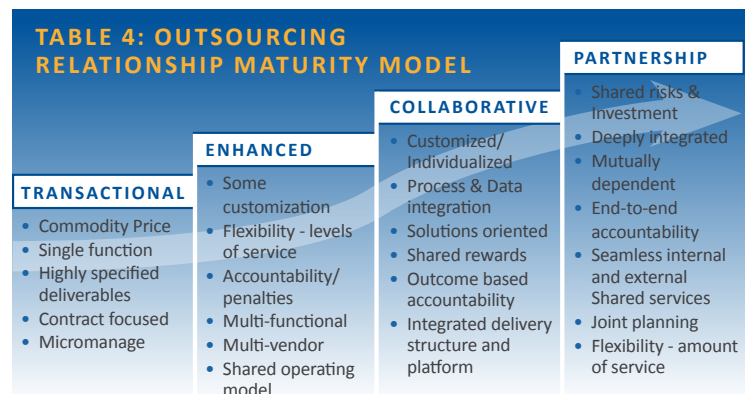 TABLE 4: OUTSOURCING
RELATIONSHIP MATURITY MODEL
TRANSACTIONAL
• Commodity Price
• Single function
• Highly specified
deliverables
• Contract focused
• Micromanage
ENHANCED
• Some
customization
• Flexibility - levels
of service
• Accountability/
penalties
• Multi-functional
• Multi-vendor
• Shared operating
model
COLLABORATIVE
• Customized/
Individualized
• Process & Data
integration
• Solutions oriented
• Shared rewards
• Outcome based
accountability
• Integrated delivery
structure and
platform
PARTNERSHIP
• Shared risks &
Investment
• Deeply integrated
• Mutually
dependent
• End-to-end
accountability
• Seamless internal
and external
Shared services
• Joint planning
• Flexibility - amount
of service